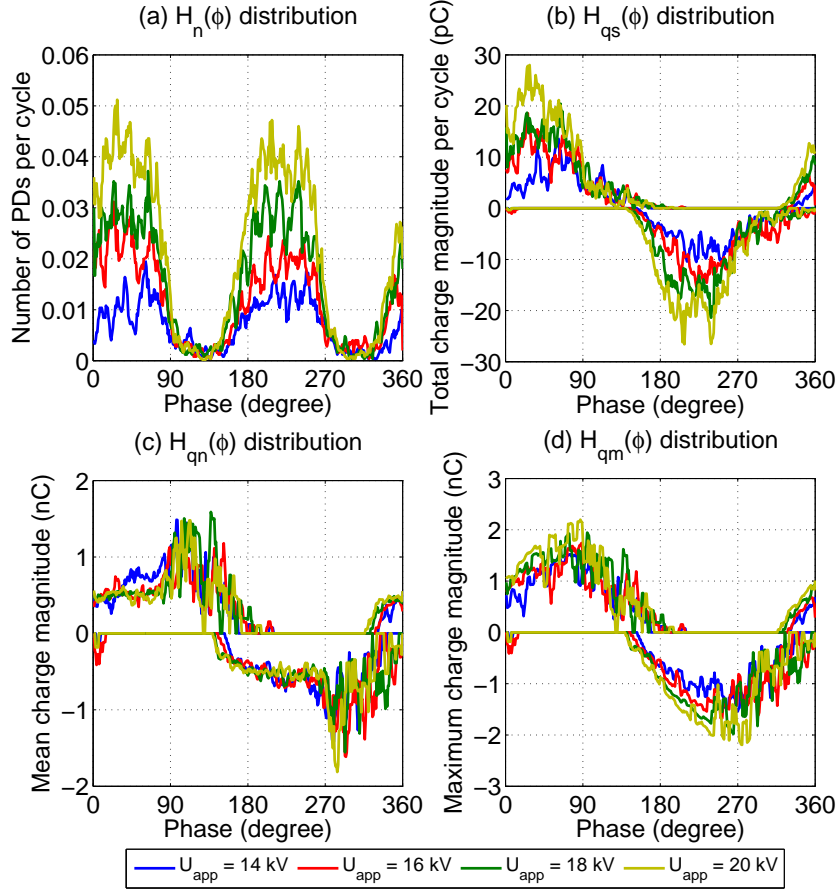 (a) Hn(ϕ) distribution
Number of PDs per cycle
0.06
0.05
0.04
0.03
0.02
0.01
0
0 90 180 270 360
Phase (degree)
(b) Hqs(ϕ) distribution
Total charge magnitude per cycle (pC)
30
20
10
0
−10
−20
−30
0 90 180 270 360
Phase (degree)
(c) Hqn(ϕ) distribution
Mean charge magnitude (nC)
2
1
0
−1
−2
0 90 180 270 360
Phase (degree)
(d) Hqm(ϕ) distribution
Maximum charge magnitude (nC)
3
2
1
0
−1
−2
−3
0 90 180 270 360
Phase (degree)
Uapp = 14 kV Uapp = 16 kV Uapp = 18 kV Uapp = 20 kV